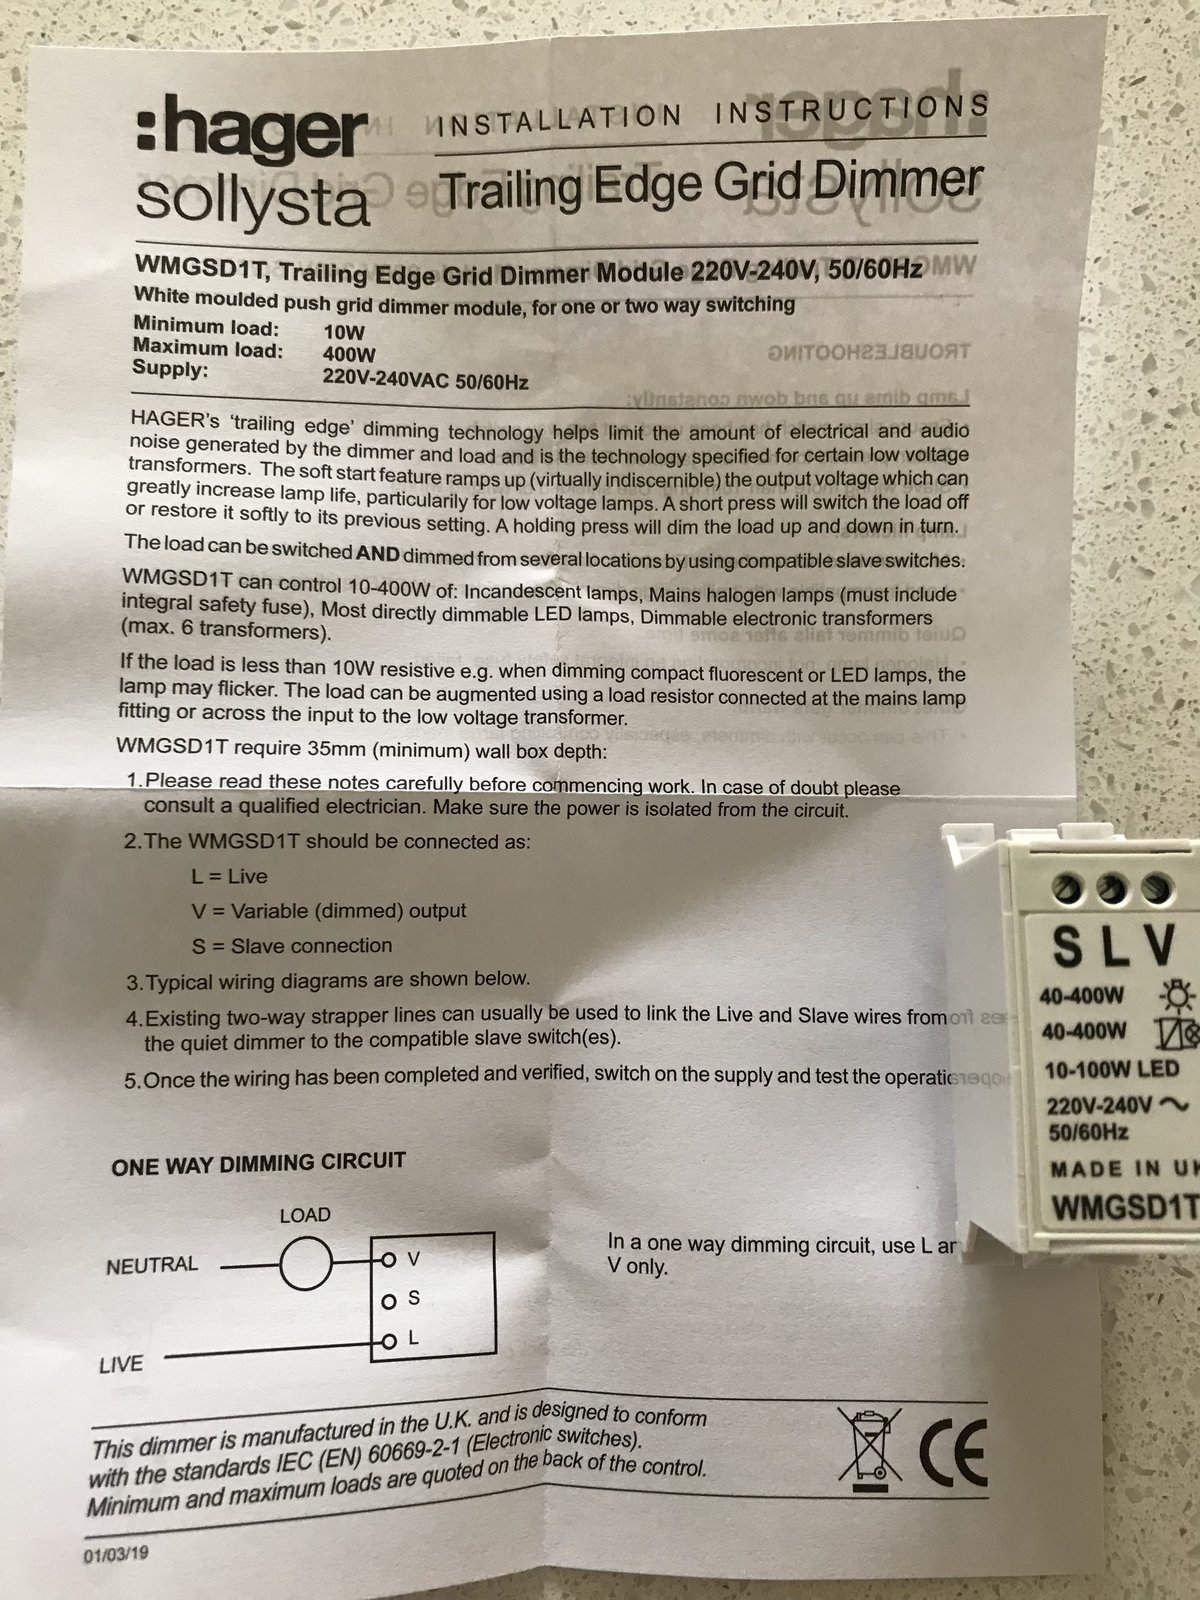 :hager
sollysta
INSTALLATION INSTRUCTIONS
Trailing Edge Grid Dimmer
WMGSD1T, Trailing Edge Grid Dimmer Module 220V-240V, 50/60Hz
White moulded push grid dimmer module, for one or two way switching
Minimum load: 10W
Maximum load: 400W
Supply: 220V-240VAC 50/60Hz
HAGER's 'trailing edge' dimming technology helps limit the amount of electrical and audio
noise generated by the dimmer and load and is the technology specified for certain low voltage
transformers. The soft start feature ramps up (virtually indiscernible) the output voltage which can
greatly increase lamp life, particularily for low voltage lamps. A short press will switch the load off
or restore it softly to its previous setting. A holding press will dim the load up and down in turn.
The load can be switched AND dimmed from several locations by using compatible slave switches.
WMGSD1T can control 10-400W of: Incandescent lamps, Mains halogen lamps (must include
integral safety fuse), Most directly dimmable LED lamps, Dimmable electronic transformers
(max. 6 transformers).
If the load is less than 10W resistive e.g. when dimming compact fluorescent or LED lamps, the
lamp may flicker. The load can be augmented using a load resistor connected at the mains lamp
fitting or across the input to the low voltage transformer.
WMGSD1T require 35mm (minimum) wall box depth:
1.Please read these notes carefully before commencing work. In case of doubt please
consult a qualified electrician. Make sure the power is isolated from the circuit.
2.The WMGSD1T should be connected as:
L = Live
V = Variable (dimmed) output
S = Slave connection
3.Typical wiring diagrams are shown below.
4.Existing two-way strapper lines can usually be used to link the Live and Slave wires from
the quiet dimmer to the compatible slave switch(es).
5.Once the wiring has been completed and verified, switch on the supply and test the
ONE WAY DIMMING CIRCUIT
LOAD
NEUTRAL
V
S
L
LIVE
In a one way dimming circuit, use L
V only.
This dimmer is manufactured in the U.K. and is designed to conform
with the standards IEC (EN) 60669-2-1 (Electronic switches).
Minimum and maximum loads are quoted on the back of the control.
CE
01/03/19
S L V
40-400W
40-400W
10-100W LED
220V-240V ~
50/60Hz
MADE IN UK
WMGSD1T